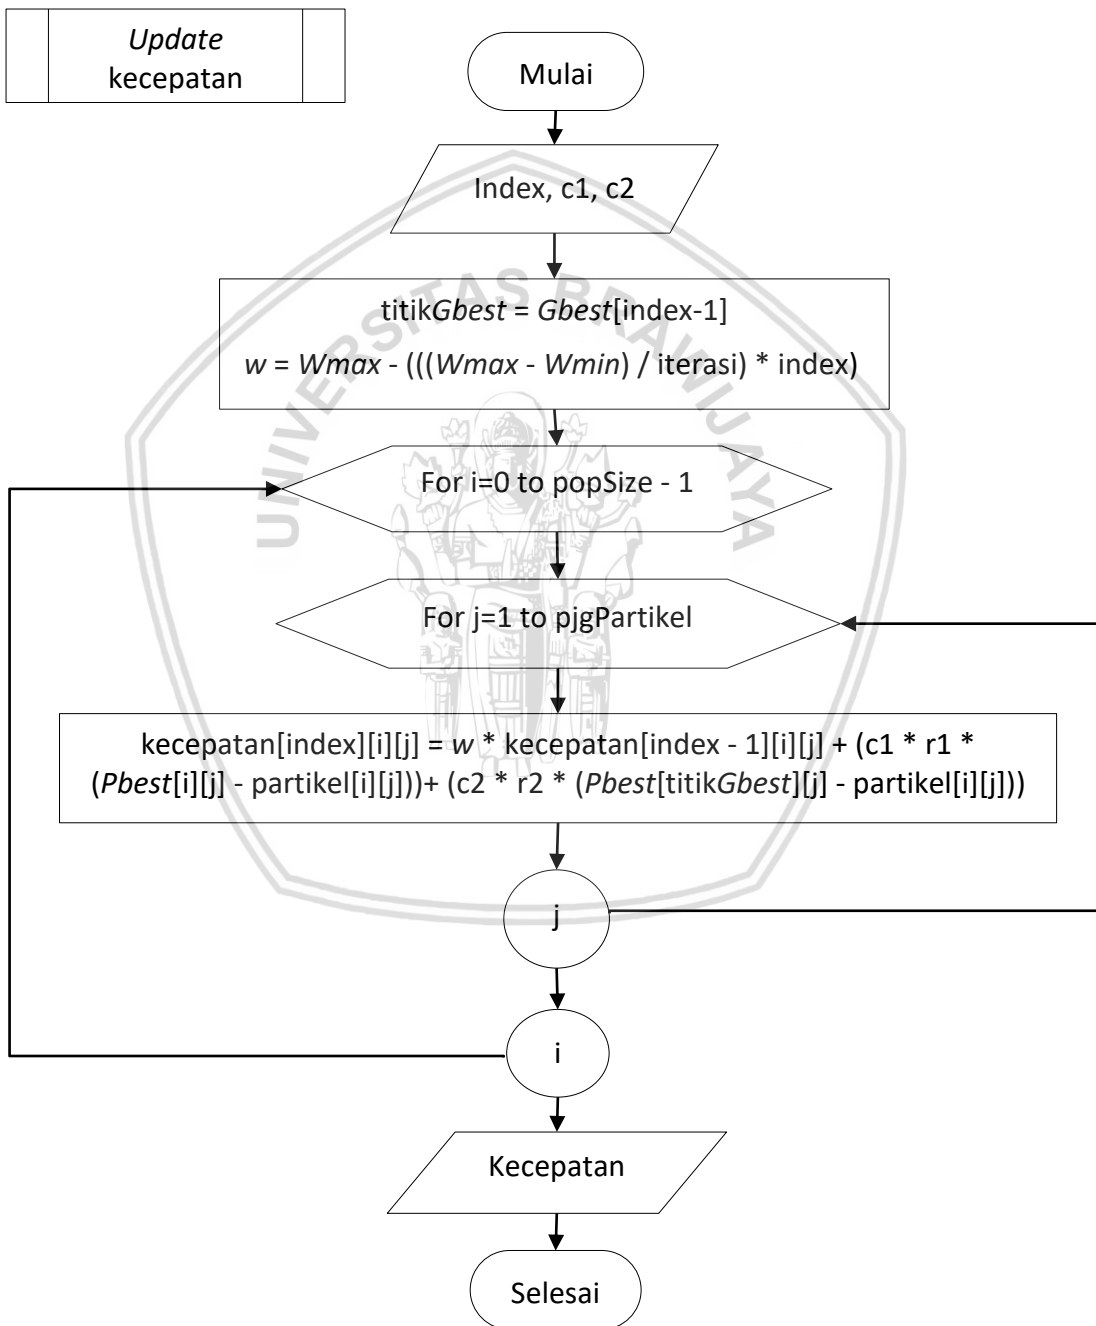 Update
kecepatan
Mulai
Index, c1, c2
titikGbest = Gbest[index-1]
w = Wmax - (((Wmax - Wmin) / iterasi) * index)
For i=0 to popSize - 1
For j=1 to pjgPartikel
kecepatan[index][i][j] = w * kecepatan[index - 1][i][j] + (c1 * r1 *
(Pbest[i][j] - partikel[i][j]))+ (c2 * r2 * (Pbest[titikGbest][j] - partikel[i][j]))
j
i
Kecepatan
Selesai
UNIVERSITAS BRAWIJAYA